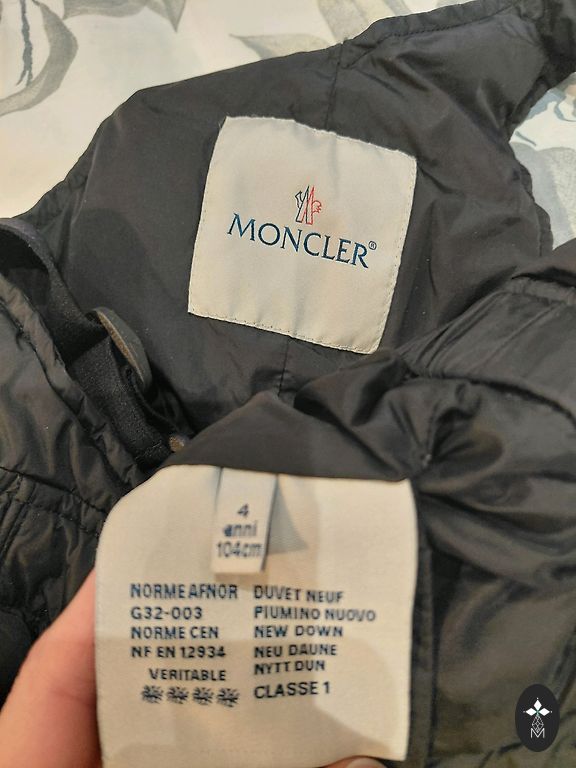 MONCLER®
4
anni
104cm
NORME AFNOR
G32-003
NORME CEN
NF EN 12934
VERITABLE
DUVET NEUF
PIUMINO NUOVO
NEW DOWN
NEU DAUNE
NYTT DUN
CLASSE 1
M